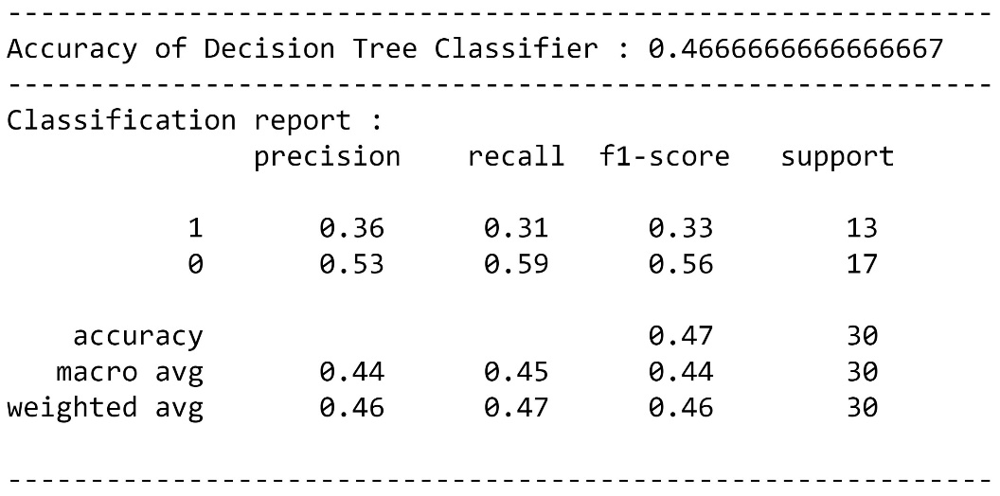 ------------------------------------------------------------
Accuracy of Decision Tree Classifier : 0.4666666666666667
------------------------------------------------------------
Classification report :
               precision    recall  f1-score   support

           1       0.36      0.31      0.33        13
           0       0.53      0.59      0.56        17

    accuracy                           0.47        30
   macro avg       0.44      0.45      0.44        30
weighted avg       0.46      0.47      0.46        30

------------------------------------------------------------